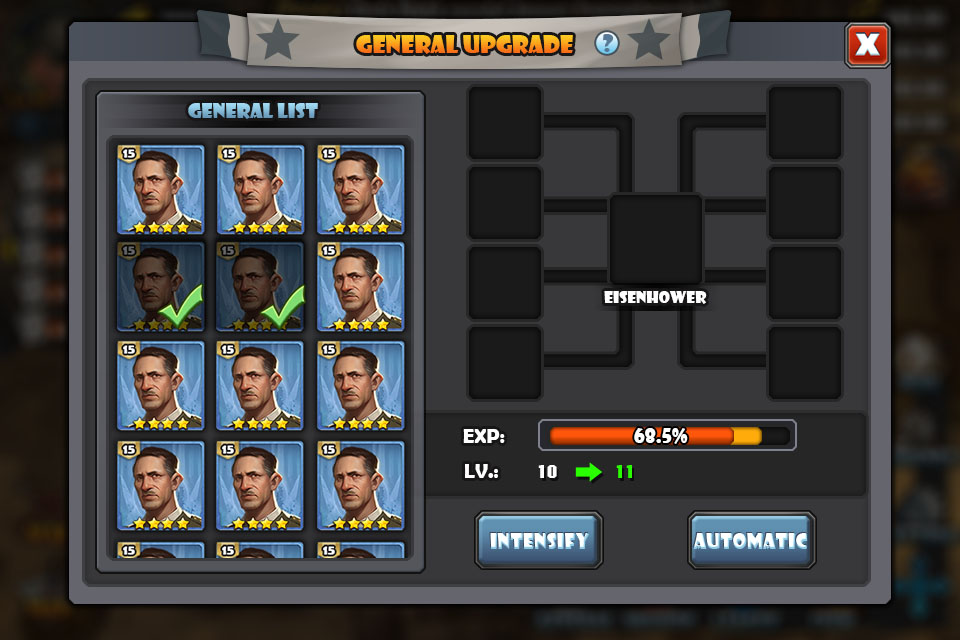 GENERAL UPGRADE ?
X
GENERAL LIST
15 15 15
15 15 15
15 15 15
15 15 15
15 15 15
EISENHOWER
EXP: 68.5%
LV.: 10 11
INTENSIFY
AUTOMATIC